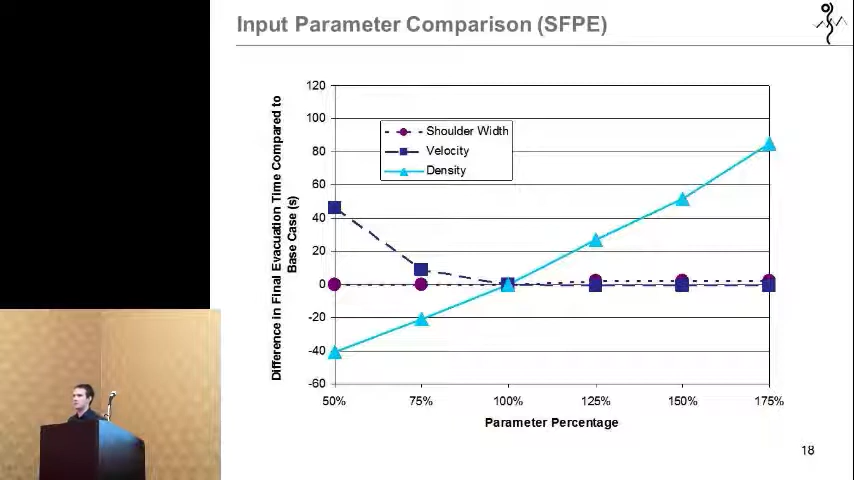 Input Parameter Comparison (SFPE)
Difference in Final Evacuation Time Compared to
Base Case (s)
120
100
80
60
40
20
0
-20
-40
-60
Shoulder Width
Velocity
Density
50%
75%
100%
125%
150%
175%
Parameter Percentage
18